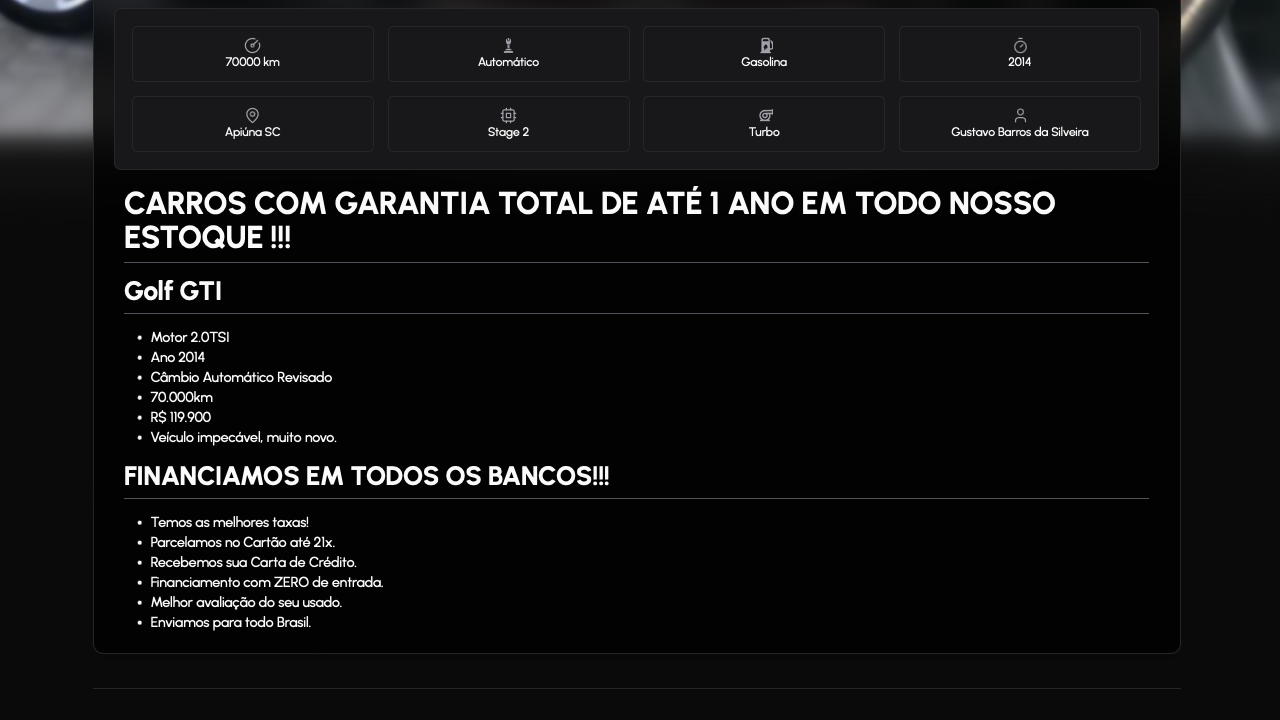 70000 km
Automático
Gasolina
2014
Apiúna SC
Stage 2
Turbo
Gustavo Barros da Silveira
CARROS COM GARANTIA TOTAL DE ATÉ 1 ANO EM TODO NOSSO
ESTOQUE !!!
Golf GTI
• Motor 2.0TSI
• Ano 2014
• Câmbio Automático Revisado
• 70.000km
• R$ 119.900
• Veículo impecável, muito novo.
FINANCIAMOS EM TODOS OS BANCOS!!!
• Temos as melhores taxas!
• Parcelamos no Cartão até 21x.
• Recebemos sua Carta de Crédito.
• Financiamento com ZERO de entrada.
• Melhor avaliação do seu usado.
• Enviamos para todo Brasil.